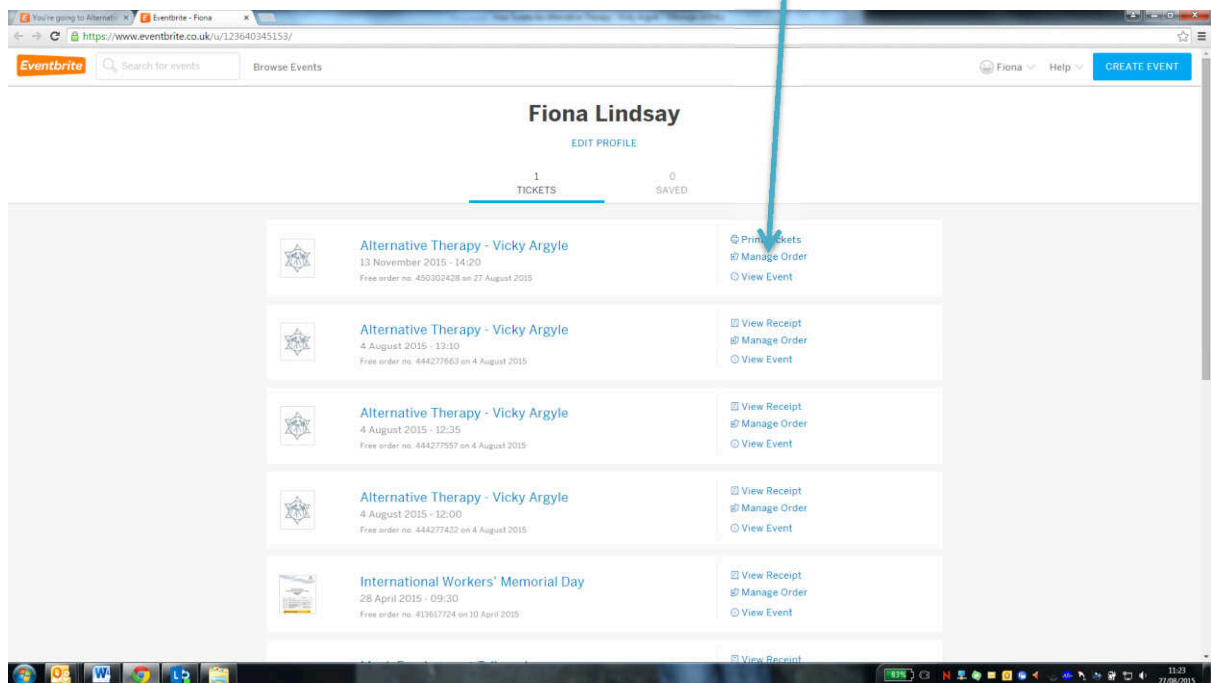 You're going to Alternati
Eventbrite - Fiona
https://www.eventbrite.co.uk/u/123640345153/
Eventbrite
Search for events
Browse Events
Fiona
Help
CREATE EVENT
Fiona Lindsay
EDIT PROFILE
1
TICKETS
0
SAVED
Alternative Therapy - Vicky Argyle
13 November 2015 - 14:20
Free order no. 450302428 on 27 August 2015
Print Tickets
Manage Order
View Event
Alternative Therapy - Vicky Argyle
4 August 2015 - 13:10
Free order no. 444277663 on 4 August 2015
View Receipt
Manage Order
View Event
Alternative Therapy - Vicky Argyle
4 August 2015 - 12:35
Free order no. 444277557 on 4 August 2015
View Receipt
Manage Order
View Event
Alternative Therapy - Vicky Argyle
4 August 2015 - 12:00
Free order no. 444277422 on 4 August 2015
View Receipt
Manage Order
View Event
International Workers' Memorial Day
28 April 2015 - 09:30
Free order no. 413617724 on 10 April 2015
View Receipt
Manage Order
View Event
View Receipt
93%
11:23
27/08/2015